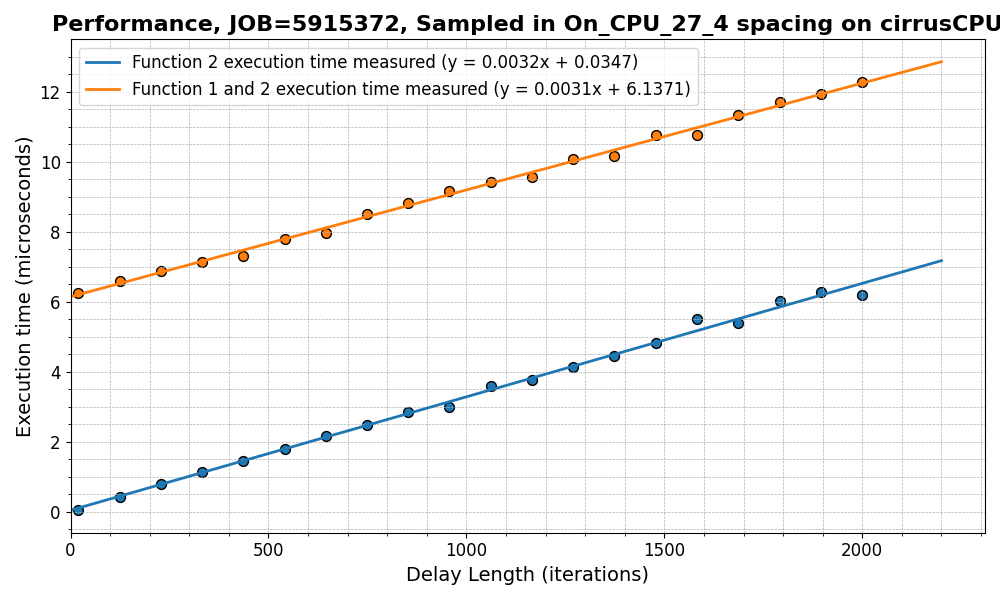 Performance, JOB=5915372, Sampled in On_CPU_27_4 spacing on cirrusCPU
Function 2 execution time measured (y = 0.0032x + 0.0347)
Function 1 and 2 execution time measured (y = 0.0031x + 6.1371)
Execution time (microseconds)
12
10
8
6
4
2
0
0 500 1000 1500 2000
Delay Length (iterations)